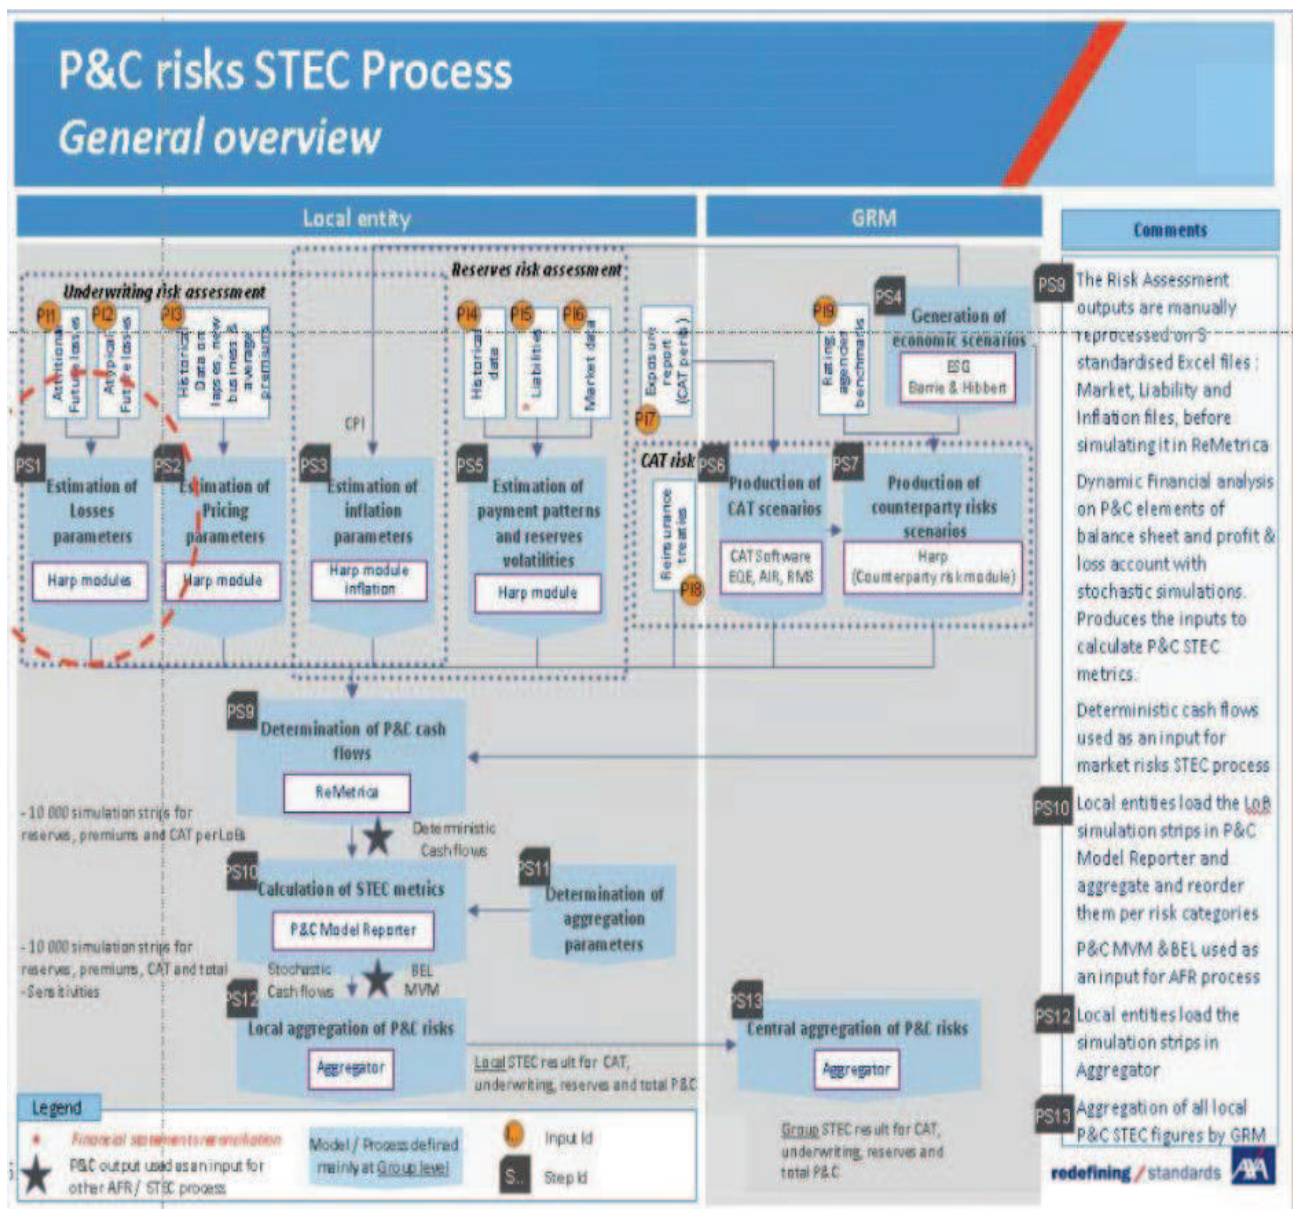 P&C risks STEC Process
General overview
Local entity
GRM
Comments
Underwriting risk assessment
Reserves risk assessment
PI1
Attritional
Future losses
PI2
Atypical
Future losses
PI3
Historical
Data on
lapses, new
business &
average
premiums
PI4
Historical
data
PI5
* Liabilities
PI6
Market data
PI7
Exposure
report
(CAT perils)
PI9
Rating
agender
benchmarks
PS4
Generation of
economic scenarios
ESG
Barrie & Hibbert
CPI
PS1
Estimation of
Losses
parameters
Harp modules
PS2
Estimation of
Pricing
parameters
Harp module
PS3
Estimation of
inflation
parameters
Harp module
inflation
PS5
Estimation of
payment patterns
and reserves
volatilities
Harp module
CAT risk
Reinsurance
treaties
PI8
PS6
Production of
CAT scenarios
CAT Software
EQE, AIR, RMS
PS7
Production of
counterparty risks
scenarios
Harp
(Counterparty risk module)
PS9
Determination of P&C cash
flows
ReMetrica
- 10 000 simulation strips for
reserves, premiums and CAT per LoB
Deterministic
Cash flows
PS10
Calculation of STEC metrics
P&C Model Reporter
PS11
Determination of
aggregation
parameters
- 10 000 simulation strips for
reserves, premiums, CAT and total
-Sensitivities
Stochastic
Cash flows
BEL
MVM
PS12
Local aggregation of P&C risks
Aggregator
Local STEC result for CAT,
underwriting, reserves and total P&C
PS13
Central aggregation of P&C risks
Aggregator
Group STEC result for CAT,
underwriting, reserves and
total P&C
PS9
The Risk Assessment
outputs are manually
reprocessed on S
standardised Excel files :
Market, Liability and
Inflation files, before
simulating it in ReMetrica
Dynamic Financial analysis
on P&C elements of
balance sheet and profit &
loss account with
stochastic simulations.
Produces the inputs to
calculate P&C STEC
metrics.
Deterministic cash flows
used as an input for
market risks STEC process
PS10
Local entities load the LoB
simulation strips in P&C
Model Reporter and
aggregate and reorder
them per risk categories
P&C MVM & BEL used as
an input for AFR process
PS12
Local entities load the
simulation strips in
Aggregator
PS13
Aggregation of all local
P&C STEC figures by GRM
Legend
* Financial statements reconciliation
P&C output used as an input for
other AFR / STEC process
Model / Process defined
mainly at Group level
I..
Input Id
S..
Step Id
redefining / standards
AXA